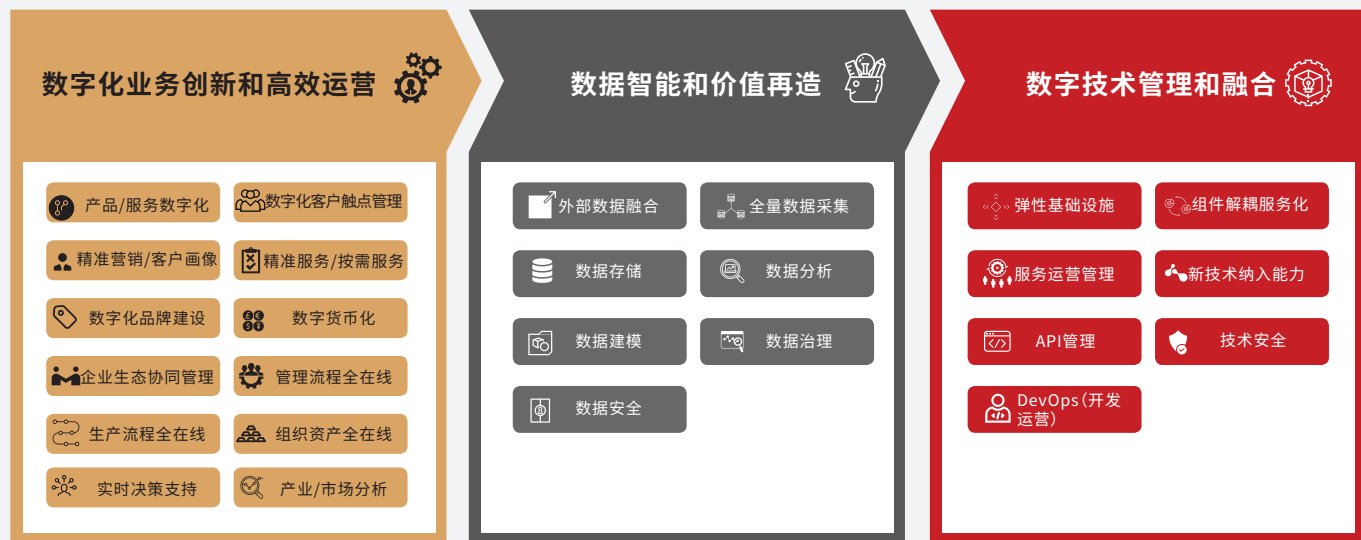 数字化业务创新和高效运营
产品/服务数字化
数字化客户触点管理
精准营销/客户画像
精准服务/按需服务
数字化品牌建设
数字货币化
企业生态协同管理
管理流程全在线
生产流程全在线
组织资产全在线
实时决策支持
产业/市场分析
数据智能和价值再造
外部数据融合
全量数据采集
数据存储
数据分析
数据建模
数据治理
数据安全
数字技术管理和融合
弹性基础设施
组件解耦服务化
服务运营管理
新技术纳入能力
API管理
技术安全
DevOps（开发
运营）